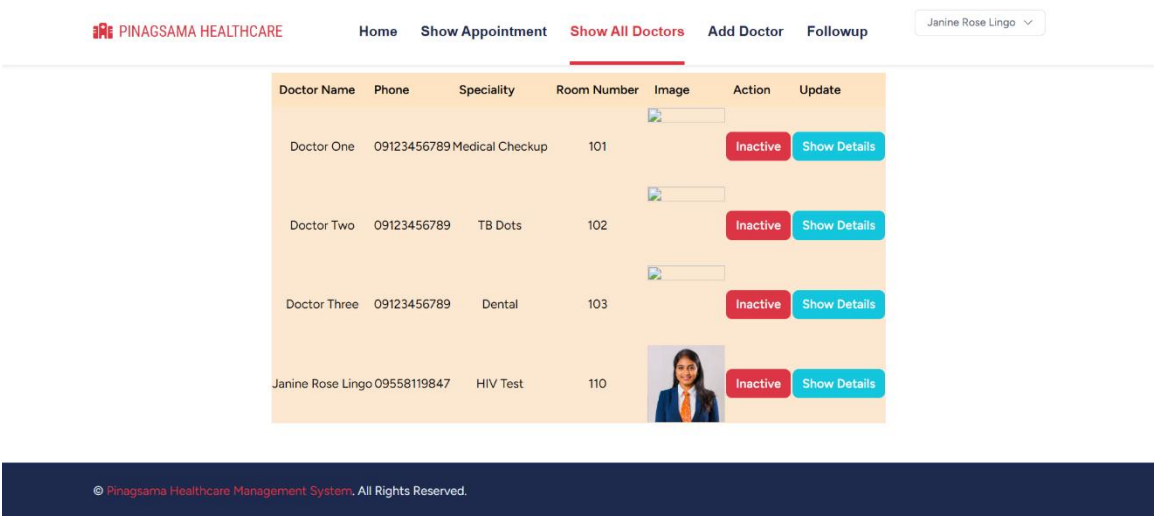 PINAGSAMA HEALTHCARE Home Show Appointment Show All Doctors Add Doctor Followup Janine Rose Lingo
Doctor Name Phone Speciality Room Number Image Action Update
Doctor One 09123456789 Medical Checkup 101 Inactive Show Details
Doctor Two 09123456789 TB Dots 102 Inactive Show Details
Doctor Three 09123456789 Dental 103 Inactive Show Details
Janine Rose Lingo 09558119847 HIV Test 110 Inactive Show Details
© Pinagsama Healthcare Management System. All Rights Reserved.